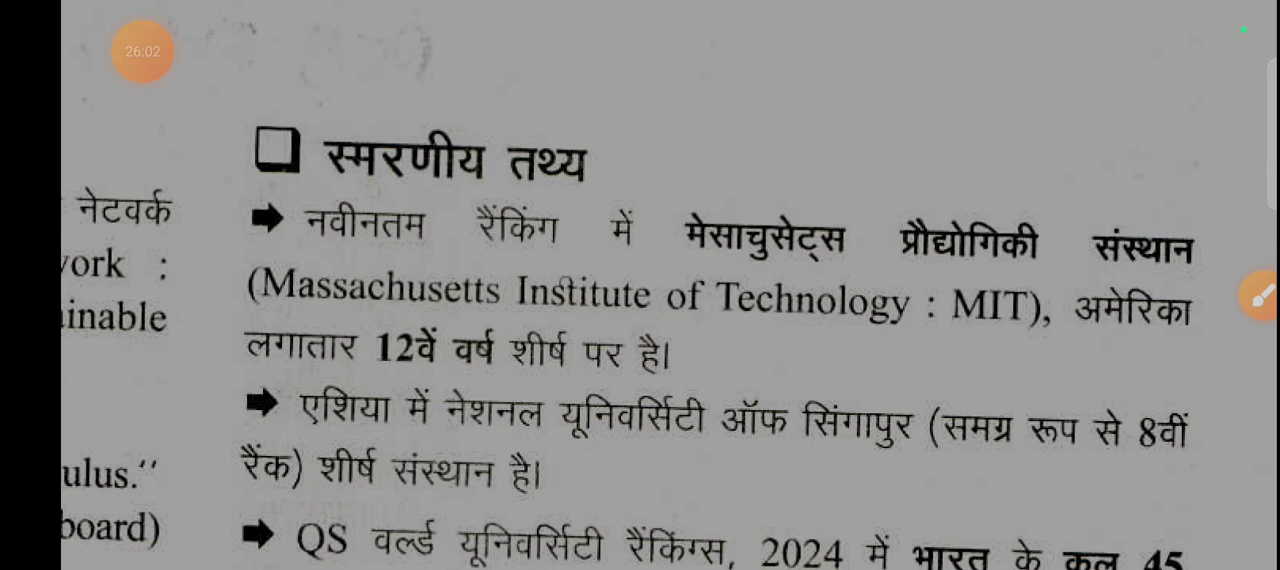 26:02
स्मरणीय तथ्य
नेटवर्क
ork :
inable
ulus.''
board)
➡ नवीनतम रैंकिंग में मेसाचुसेट्स प्रौद्योगिकी संस्थान
(Massachusetts Institute of Technology : MIT), अमेरिका
लगातार 12वें वर्ष शीर्ष पर है।
➡ एशिया में नेशनल यूनिवर्सिटी ऑफ सिंगापुर (समग्र रूप से 8वीं
रैंक) शीर्ष संस्थान है।
➡ QS वर्ल्ड यूनिवर्सिटी रैंकिंग्स, 2024 में भारत के कुल 45